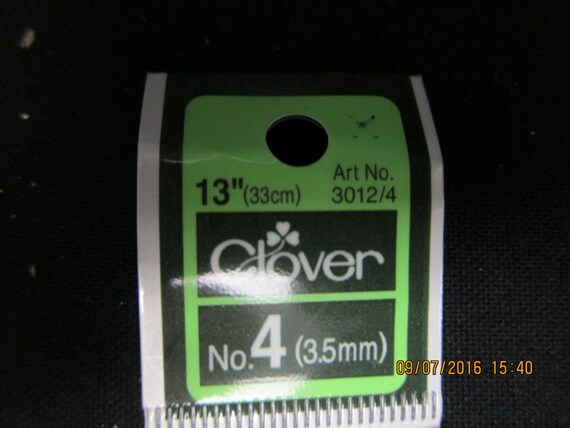 Art No.
13"(33cm) 3012/4
Clover
No.4 (3.5mm)
09/07/2016 15:40